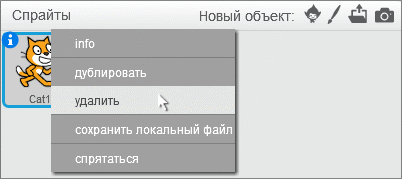 Спрайты Новый объект:
info
дублировать
удалить
Cat1
сохранить локальный файл
спрятаться